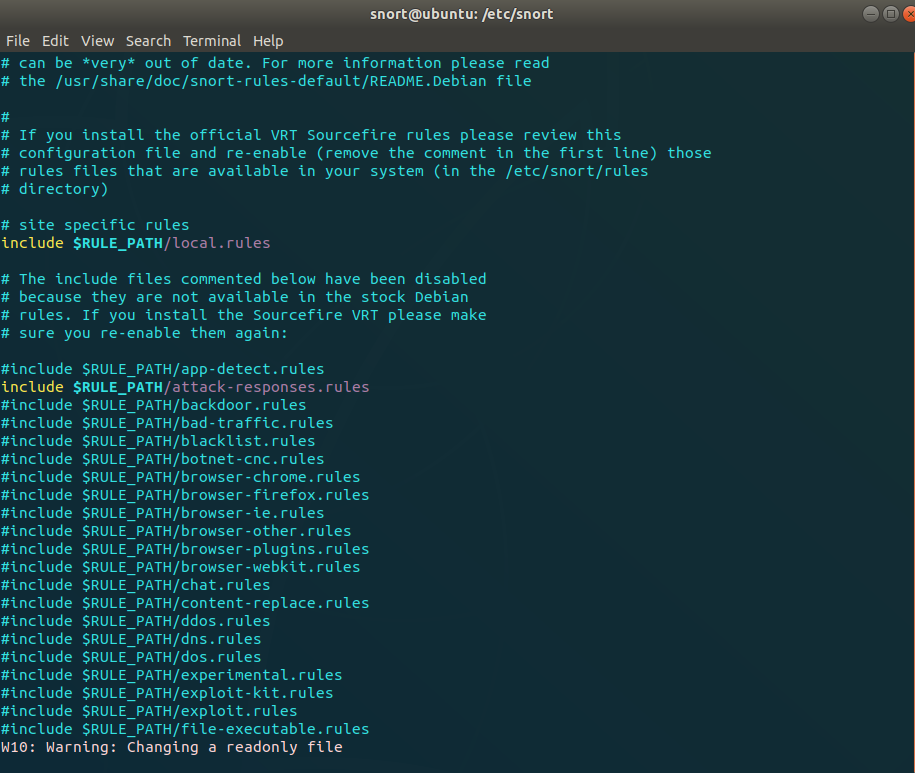 snort@ubuntu: /etc/snort
File Edit View Search Terminal Help
# can be *very* out of date. For more information please read
# the /usr/share/doc/snort-rules-default/README.Debian file
#
# If you install the official VRT Sourcefire rules please review this
# configuration file and re-enable (remove the comment in the first line) those
# rules files that are available in your system (in the /etc/snort/rules
# directory)
# site specific rules
include $RULE_PATH/local.rules
# The include files commented below have been disabled
# because they are not available in the stock Debian
# rules. If you install the Sourcefire VRT please make
# sure you re-enable them again:
#include $RULE_PATH/app-detect.rules
include $RULE_PATH/attack-responses.rules
#include $RULE_PATH/backdoor.rules
#include $RULE_PATH/bad-traffic.rules
#include $RULE_PATH/blacklist.rules
#include $RULE_PATH/botnet-cnc.rules
#include $RULE_PATH/browser-chrome.rules
#include $RULE_PATH/browser-firefox.rules
#include $RULE_PATH/browser-ie.rules
#include $RULE_PATH/browser-other.rules
#include $RULE_PATH/browser-plugins.rules
#include $RULE_PATH/browser-webkit.rules
#include $RULE_PATH/chat.rules
#include $RULE_PATH/content-replace.rules
#include $RULE_PATH/ddos.rules
#include $RULE_PATH/dns.rules
#include $RULE_PATH/dos.rules
#include $RULE_PATH/experimental.rules
#include $RULE_PATH/exploit-kit.rules
#include $RULE_PATH/exploit.rules
#include $RULE_PATH/file-executable.rules
W10: Warning: Changing a readonly file